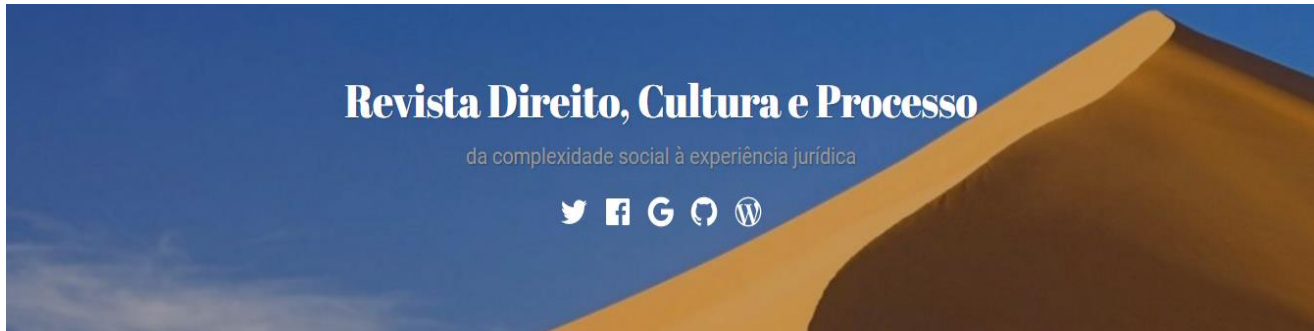 Revista Direito, Cultura e Processo
da complexidade social à experiência jurídica